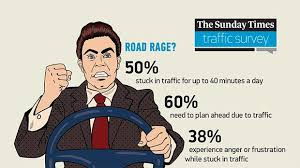 The Sunday Times
traffic survey
ROAD RAGE?
50%
stuck in traffic for up to 40 minutes a day
60%
need to plan ahead due to traffic
38%
experience anger or frustration
while stuck in traffic